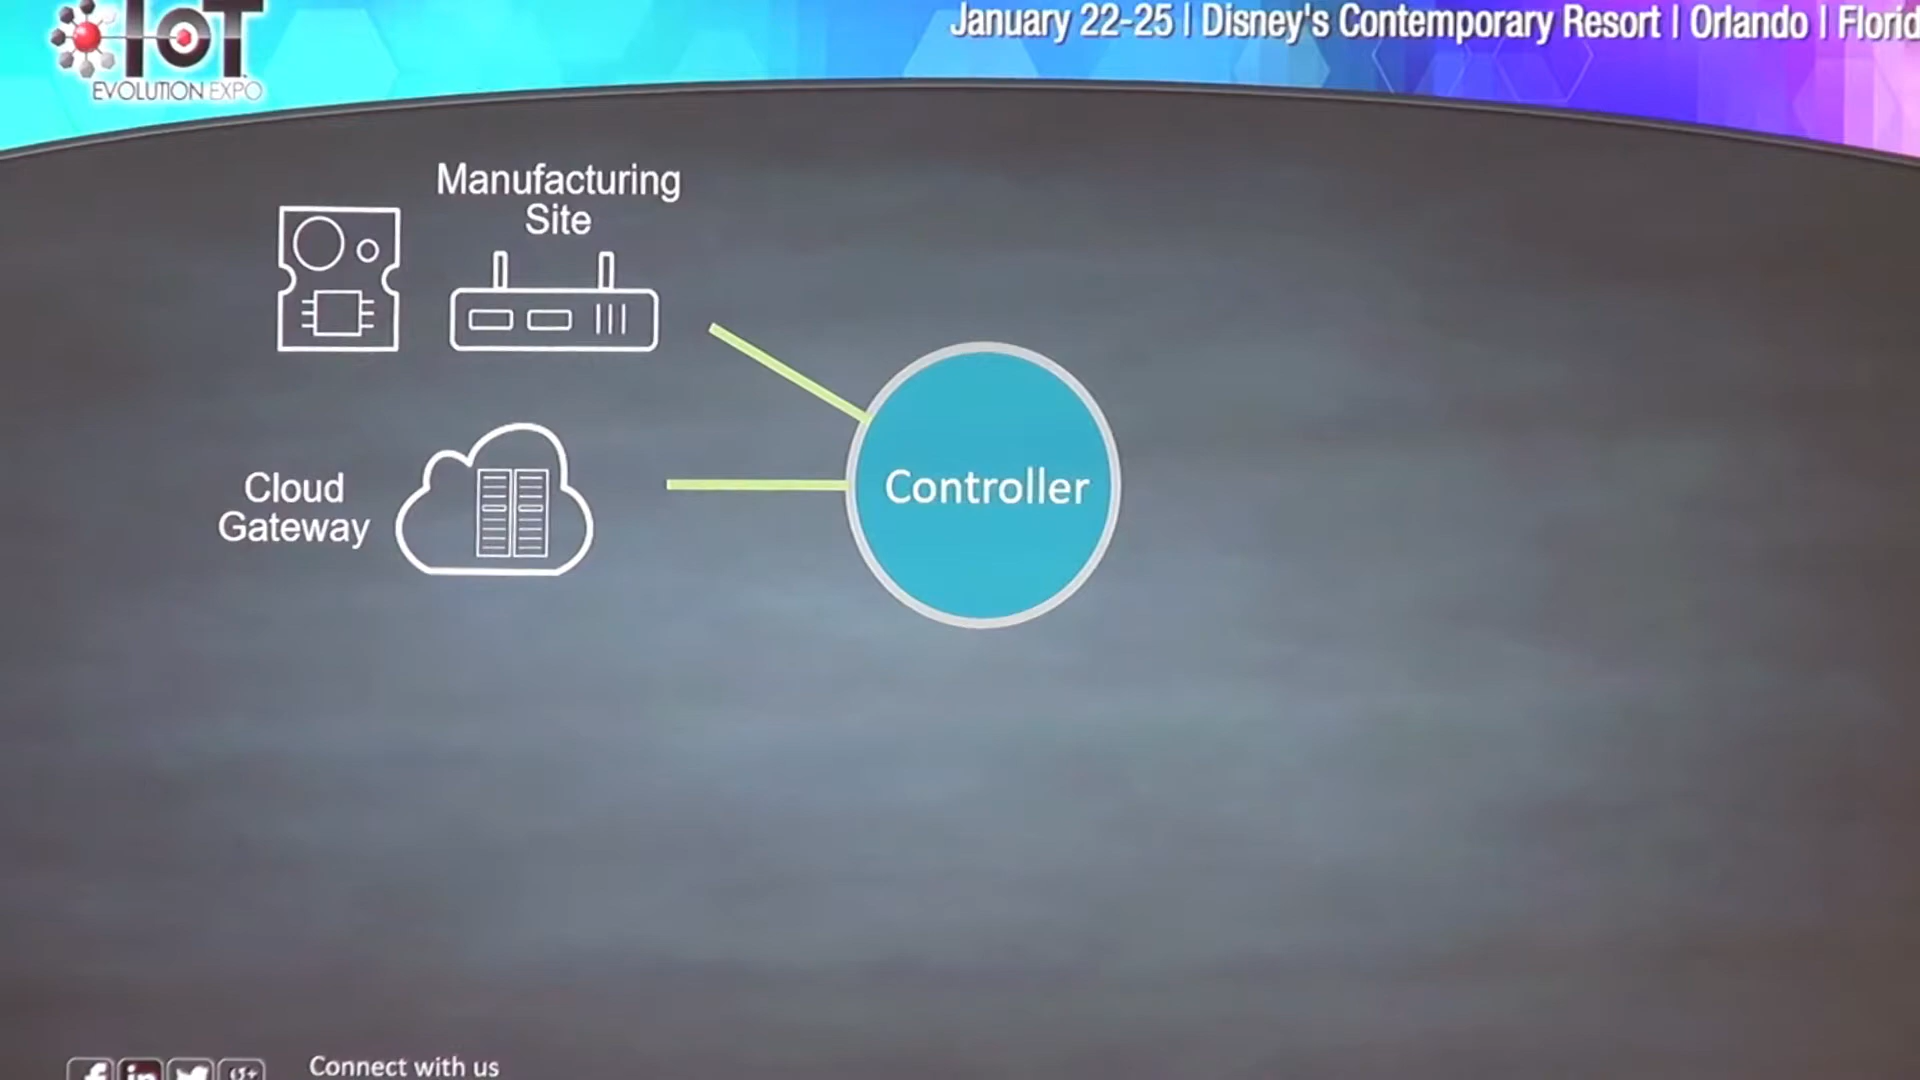 IoT
EVOLUTION EXPO
January 22-25 | Disney's Contemporary Resort | Orlando | Florid
Manufacturing
Site
Cloud
Gateway
Controller
Connect with us
f in G+